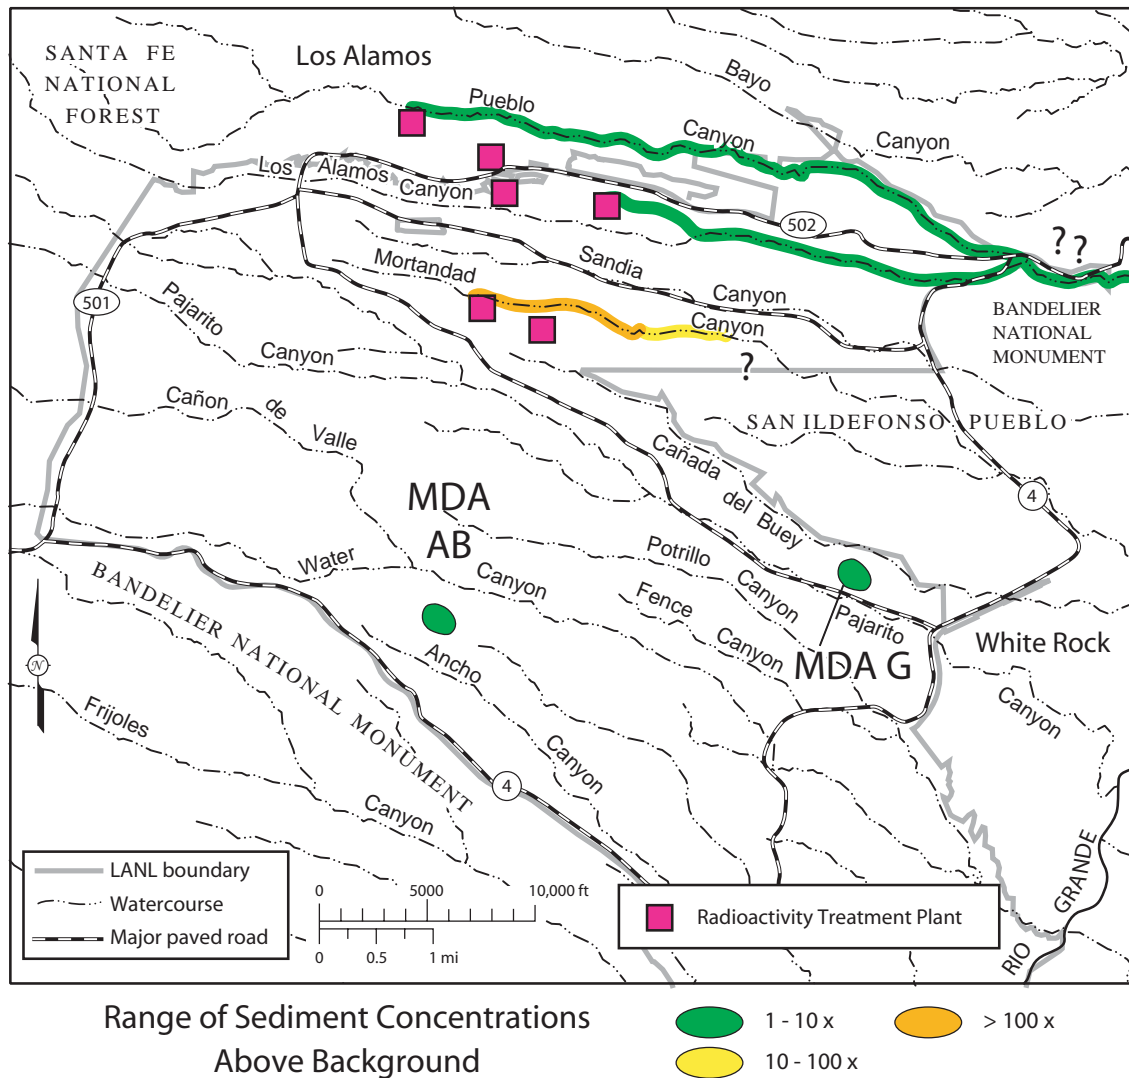 SANTA FE
NATIONAL
FOREST
Los Alamos
Bayo
Canyon
Pueblo
Canyon
Los Alamos
Canyon
502
Sandia
Canyon
? ?
Mortandad
Canyon
?
501
Pajarito
Canyon
BANDELIER
NATIONAL
MONUMENT
Cañon de
Valle
SAN ILDEFONSO PUEBLO
Cañada
del Buey
4
MDA
AB
Water
Canyon
Potrillo
Canyon
Fence
Canyon
Pajarito
MDA G
White Rock
Canyon
BANDELIER NATIONAL MONUMENT
Ancho
Canyon
N
Frijoles
Canyon
4
RIO GRANDE
LANL boundary
Watercourse
Major paved road
0 5000 10,000 ft
0 0.5 1 mi
Radioactivity Treatment Plant
Range of Sediment Concentrations
Above Background
1 - 10 x
> 100 x
10 - 100 x